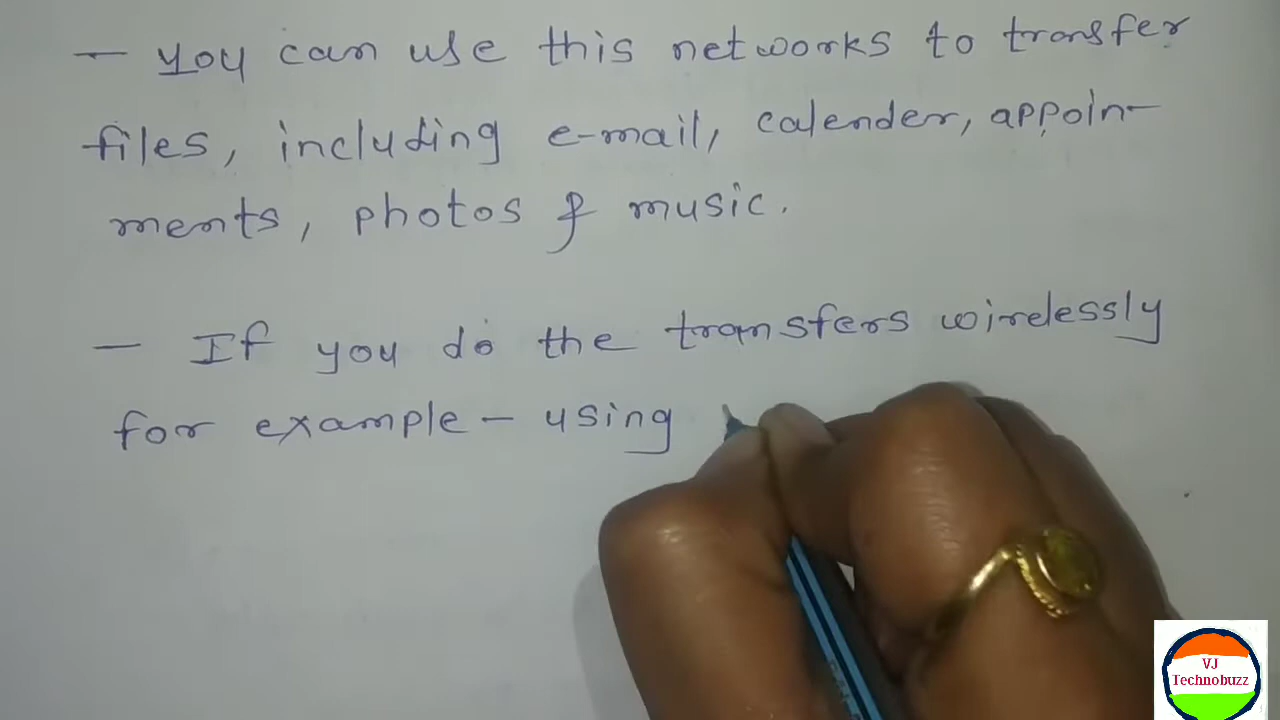 - You can use this networks to transfer
files, including e-mail, calender, appoin-
ments, photos & music.
- If you do the transfers wirelessly
for example - using
VJ
Technobuzz